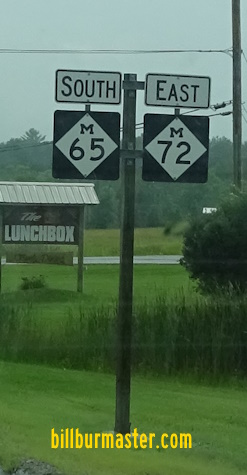 SOUTH
EAST
M
65
M
72
The
LUNCHBOX
billburmaster.com